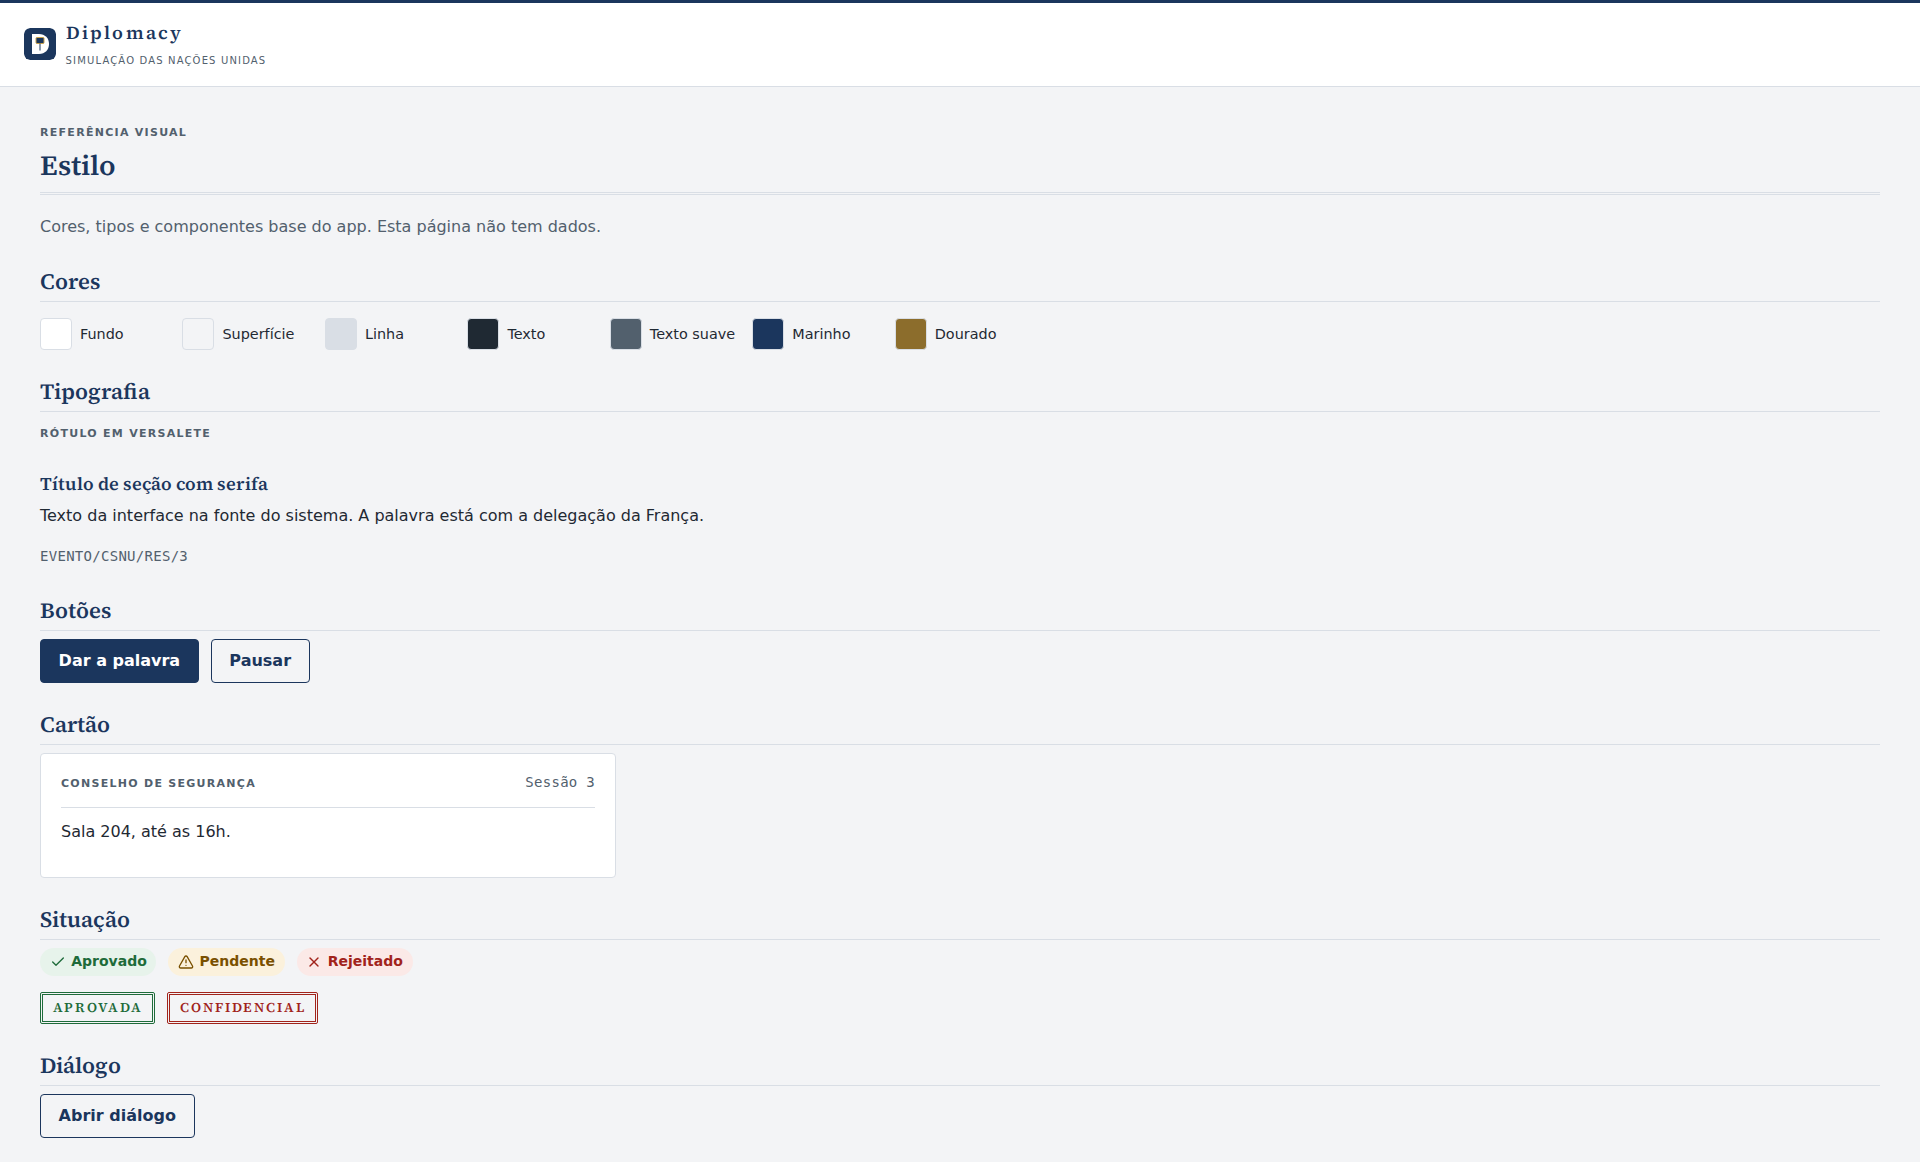 Diplomacy
SIMULAÇÃO DAS NAÇÕES UNIDAS
REFERÊNCIA VISUAL
Estilo
Cores, tipos e componentes base do app. Esta página não tem dados.
Cores
Fundo
Superfície
Linha
Texto
Texto suave
Marinho
Dourado
Tipografia
RÓTULO EM VERSALETE
Título de seção com serifa
Texto da interface na fonte do sistema. A palavra está com a delegação da França.
EVENTO/CSNU/RES/3
Botões
Dar a palavra
Pausar
Cartão
CONSELHO DE SEGURANÇA
Sessão 3
Sala 204, até as 16h.
Situação
Aprovado
Pendente
Rejeitado
APROVADA
CONFIDENCIAL
Diálogo
Abrir diálogo